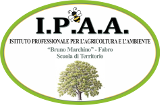 I.P.A.A.
ISTITUTO PROFESSIONALE PER L'AGRICOLTURA E L'AMBIENTE
"Bruno Marchino" - Fabro
Scuola di Territorio